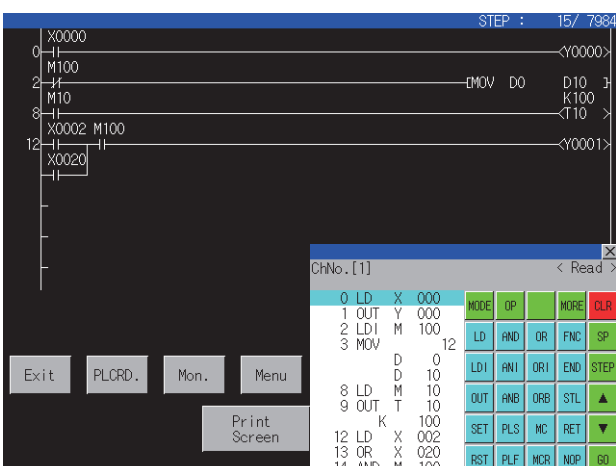 STEP : 15/ 7984
X0000
0 <Y0000>
M100
2 [MOV D0 D10 ]
M10 K100
8 <T10 >
X0002 M100
12 <Y0001>
X0020
ChNo.[1] < Read >
0 LD X 000
1 OUT Y 000
2 LDI M 100
3 MOV 12
D 0
D 10
8 LD M 10
9 OUT T 10
K 100
12 LD X 002
13 OR X 020
14 AND M 100
MODE OP MORE CLR
LD AND OR FNC SP
LDI ANI ORI END STEP
OUT ANB ORB STL ▲
SET PLS MC RET ▼
RST PLF MCR NOP GO
Exit PLCRD. Mon. Menu
Print
Screen